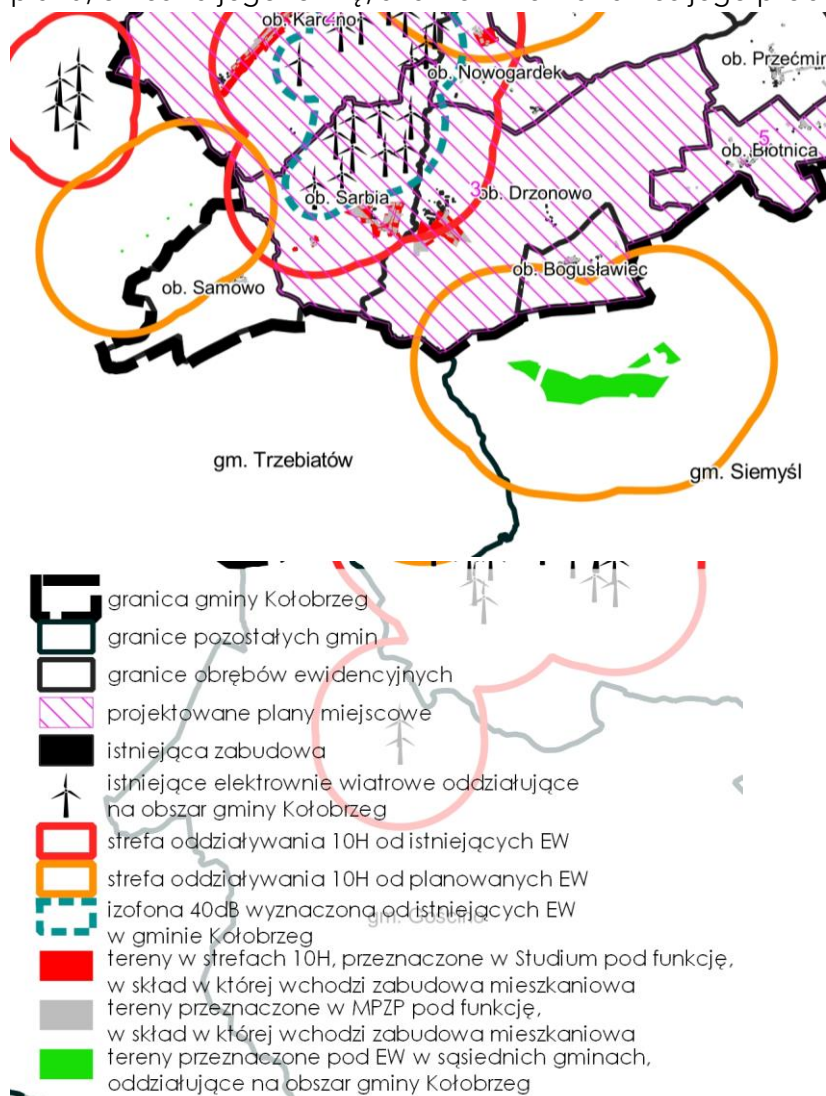 ob. Karcino
4
ob. Nowogardek
ob. Przećmin
5
ob. Błotnica
3
ob. Drzonowo
ob. Sarbia
ob. Bogusławiec
ob. Samowo
gm. Trzebiatów
gm. Siemyśl
granica gminy Kołobrzeg
granice pozostałych gmin
granice obrębów ewidencyjnych
projektowane plany miejscowe
istniejąca zabudowa
istniejące elektrownie wiatrowe oddziałujące
na obszar gminy Kołobrzeg
strefa oddziaływania 10H od istniejących EW
strefa oddziaływania 10H od planowanych EW
izofona 40dB wyznaczona od istniejących EW
w gminie Kołobrzeg
gm. Gościno
tereny w strefach 10H, przeznaczone w Studium pod funkcję,
w skład w której wchodzi zabudowa mieszkaniowa
tereny przeznaczone w MPZP pod funkcję,
w skład w której wchodzi zabudowa mieszkaniowa
tereny przeznaczone pod EW w sąsiednich gminach,
oddziałujące na obszar gminy Kołobrzeg